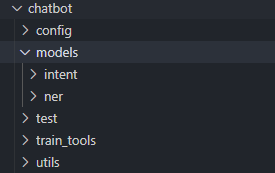 chatbot
config
models
intent
ner
test
train_tools
utils